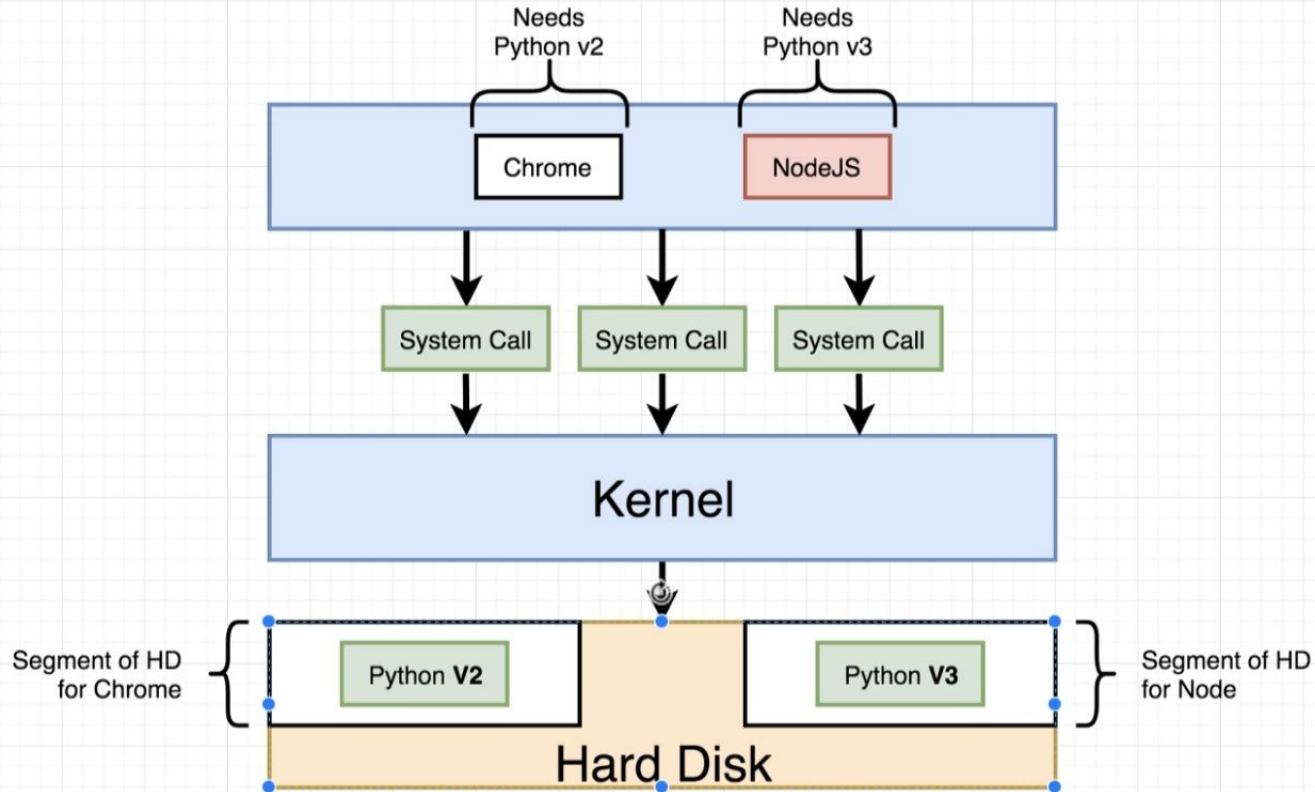 Needs
Python v2
Needs
Python v3
Chrome
NodeJS
System Call
System Call
System Call
Kernel
Segment of HD
for Chrome
Python V2
Python V3
Segment of HD
for Node
Hard Disk